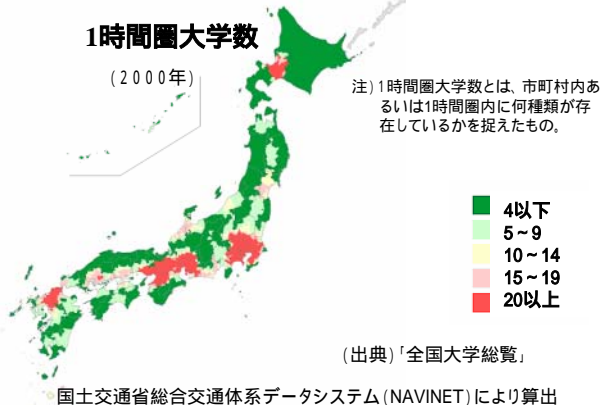 1時間圏大学数
(2000年)
注)1時間圏大学数とは、市町村内あ
るいは1時間圏内に何種類が存
在しているかを捉えたもの。
4以下
5～9
10～14
15～19
20以上
(出典)「全国大学総覧」
国土交通省総合交通体系データシステム(NAVINET)により算出